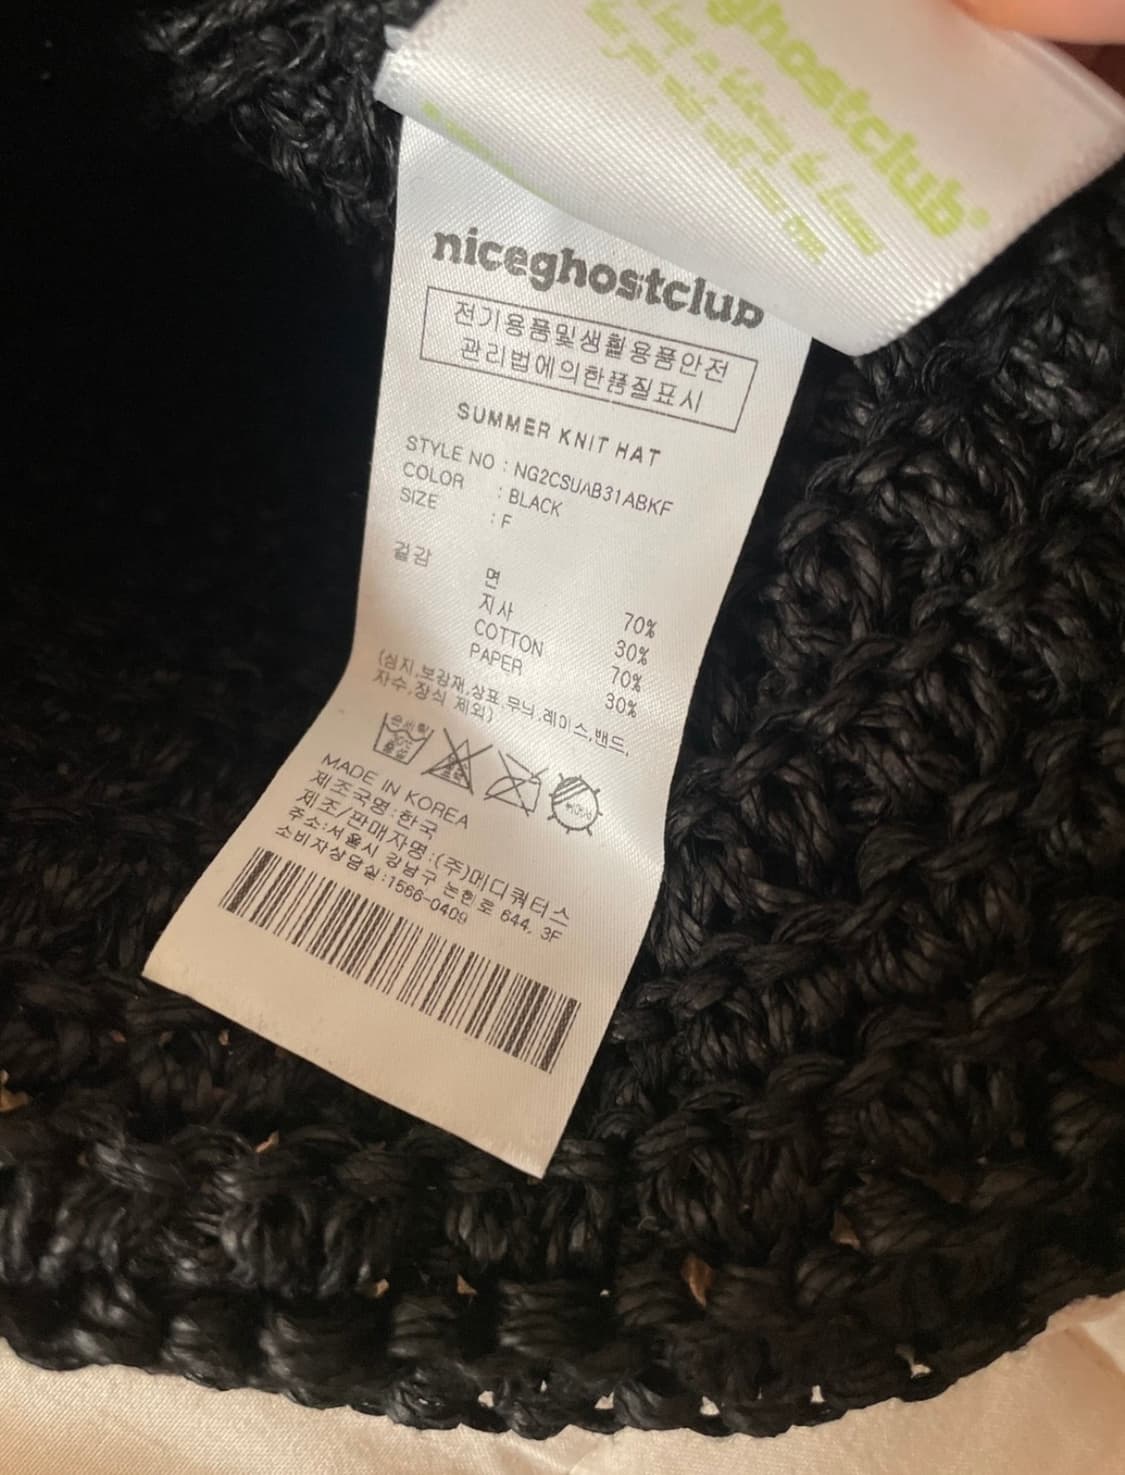 ghostclub®
niceghostclub
전기용품및생활용품안전
관리법에의한품질표시
SUMMER KNIT HAT
STYLE NO : NG2CSUAB31ABKF
COLOR : BLACK
SIZE : F
겉감
면 70%
지사 30%
COTTON 70%
PAPER 30%
(심지,보강재,상표 무늬,레이스,밴드,
자수,장식 제외)
MADE IN KOREA
제조국명:한국
제조/판매자명:(주)메디쿼터스
주소:서울시 강남구 논현로 644, 3F
소비자상담실:1566-0409